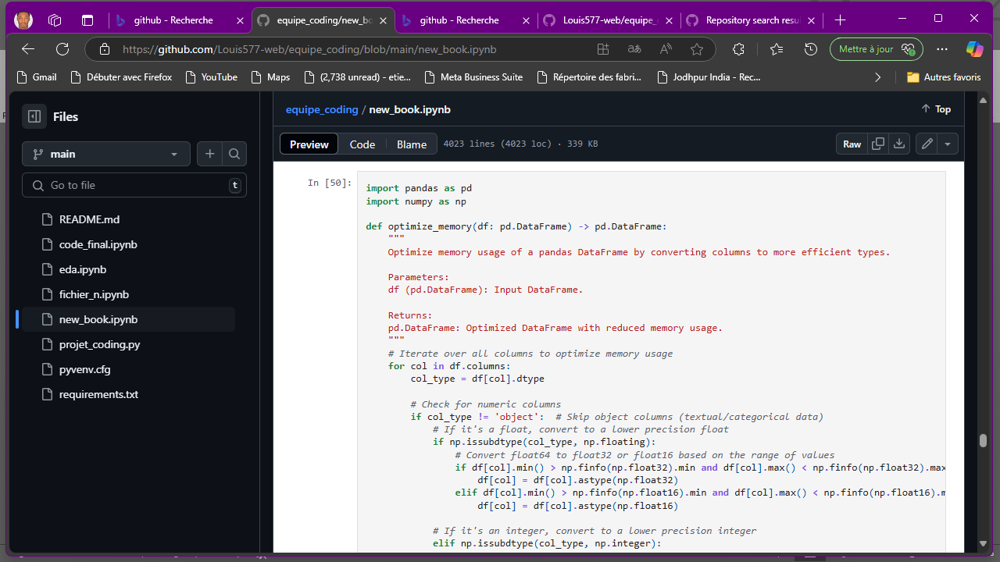 github - Recherche
equipe_coding/new_b
github - Recherche
Louis577-web/equipe_
Repository search resu
https://github.com/Louis577-web/equipe_coding/blob/main/new_book.ipynb
Mettre à jour
Gmail
Débuter avec Firefox
YouTube
Maps
(2,738 unread) - etie...
Meta Business Suite
Répertoire des fabri...
Jodhpur India - Rec...
Autres favoris
Files
main
Go to file
t
README.md
code_final.ipynb
eda.ipynb
fichier_n.ipynb
new_book.ipynb
projet_coding.py
pyvenv.cfg
requirements.txt
equipe_coding / new_book.ipynb
Top
Preview
Code
Blame
4023 lines (4023 loc) · 339 KB
Raw
In [50]:
import pandas as pd
import numpy as np
def optimize_memory(df: pd.DataFrame) -> pd.DataFrame:
"""
Optimize memory usage of a pandas DataFrame by converting columns to more efficient types.
Parameters:
df (pd.DataFrame): Input DataFrame.
Returns:
pd.DataFrame: Optimized DataFrame with reduced memory usage.
"""
# Iterate over all columns to optimize memory usage
for col in df.columns:
col_type = df[col].dtype
# Check for numeric columns
if col_type != 'object':  # Skip object columns (textual/categorical data)
# If it's a float, convert to a lower precision float
if np.issubdtype(col_type, np.floating):
# Convert float64 to float32 or float16 based on the range of values
if df[col].min() > np.finfo(np.float32).min and df[col].max() < np.finfo(np.float32).max
df[col] = df[col].astype(np.float32)
elif df[col].min() > np.finfo(np.float16).min and df[col].max() < np.finfo(np.float16).m
df[col] = df[col].astype(np.float16)
# If it's an integer, convert to a lower precision integer
elif np.issubdtype(col_type, np.integer):